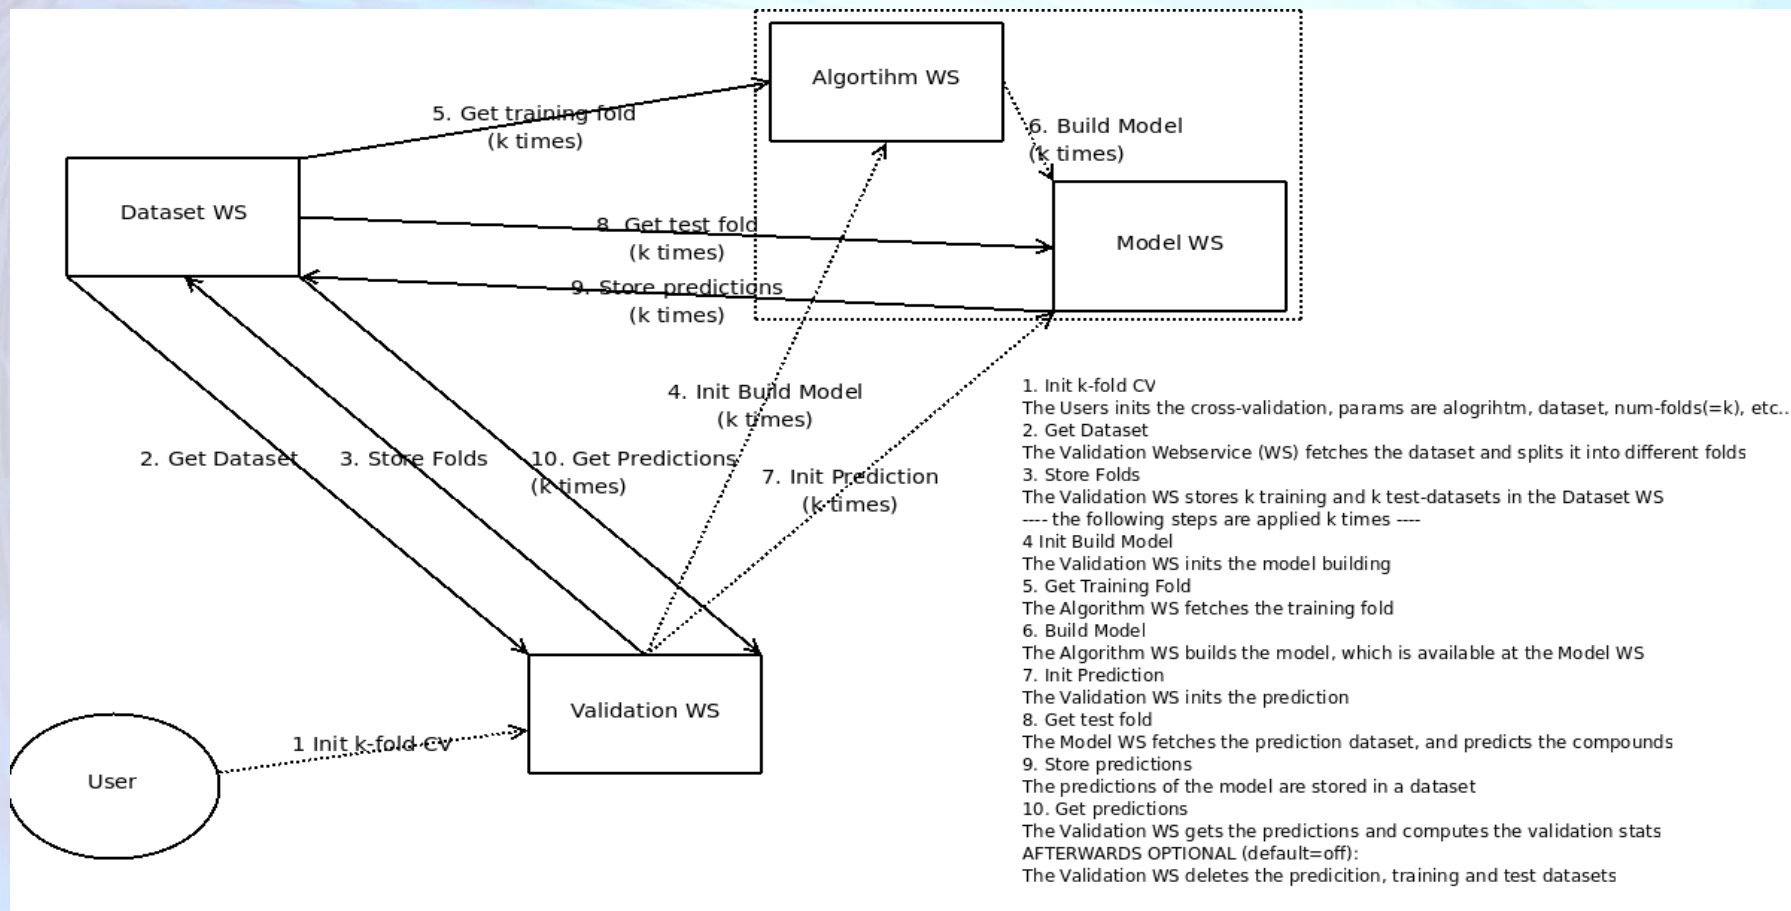 Algortihm WS
5. Get training fold
(k times)
6. Build Model
(k times)
Dataset WS
8. Get test fold
(k times)
Model WS
9. Store predictions
(k times)
4. Init Build Model
(k times)
2. Get Dataset
3. Store Folds
10. Get Predictions
(k times)
7. Init Prediction
(k times)
Validation WS
1 Init k-fold CV
User
1. Init k-fold CV
The Users inits the cross-validation, params are alogrihtm, dataset, num-folds(=k), etc..
2. Get Dataset
The Validation Webservice (WS) fetches the dataset and splits it into different folds
3. Store Folds
The Validation WS stores k training and k test-datasets in the Dataset WS
---- the following steps are applied k times ----
4 Init Build Model
The Validation WS inits the model building
5. Get Training Fold
The Algorithm WS fetches the training fold
6. Build Model
The Algorithm WS builds the model, which is available at the Model WS
7. Init Prediction
The Validation WS inits the prediction
8. Get test fold
The Model WS fetches the prediction dataset, and predicts the compounds
9. Store predictions
The predictions of the model are stored in a dataset
10. Get predictions
The Validation WS gets the predictions and computes the validation stats
AFTERWARDS OPTIONAL (default=off):
The Validation WS deletes the predicition, training and test datasets